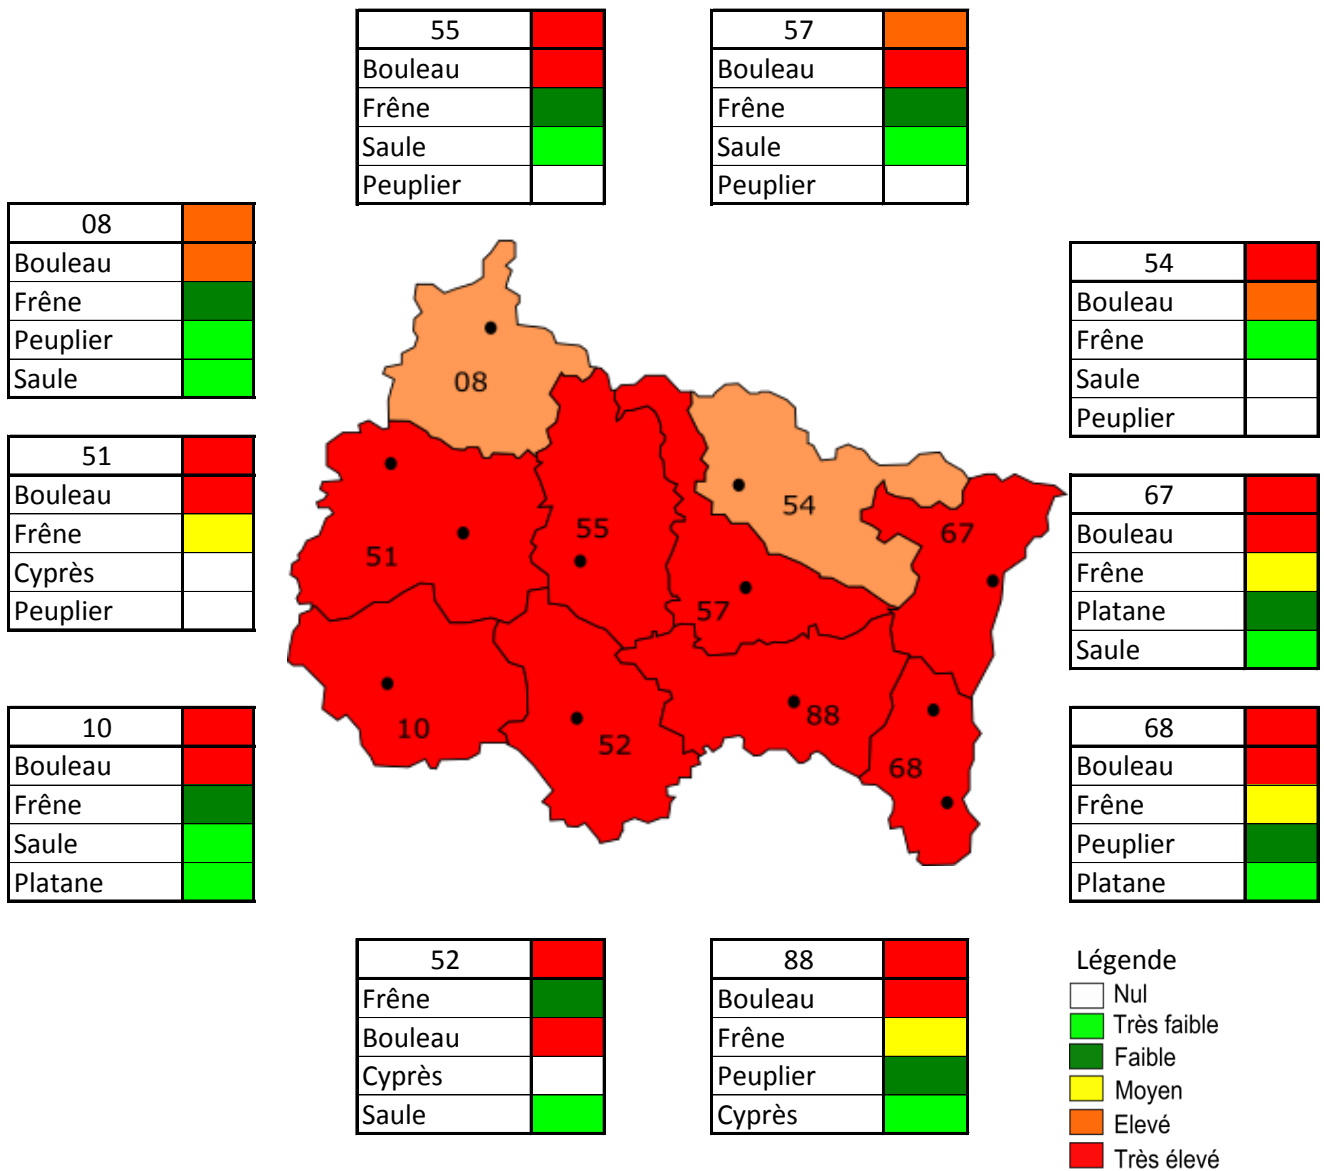 55
Bouleau
Frêne
Saule
Peuplier
57
Bouleau
Frêne
Saule
Peuplier
08
Bouleau
Frêne
Peuplier
Saule
51
Bouleau
Frêne
Cyprès
Peuplier
10
Bouleau
Frêne
Saule
Platane
08
54
55
67
51
57
10
52
88
68
54
Bouleau
Frêne
Saule
Peuplier
67
Bouleau
Frêne
Platane
Saule
68
Bouleau
Frêne
Peuplier
Platane
52
Frêne
Bouleau
Cyprès
Saule
88
Bouleau
Frêne
Peuplier
Cyprès
Légende
Nul
Très faible
Faible
Moyen
Elevé
Très élevé